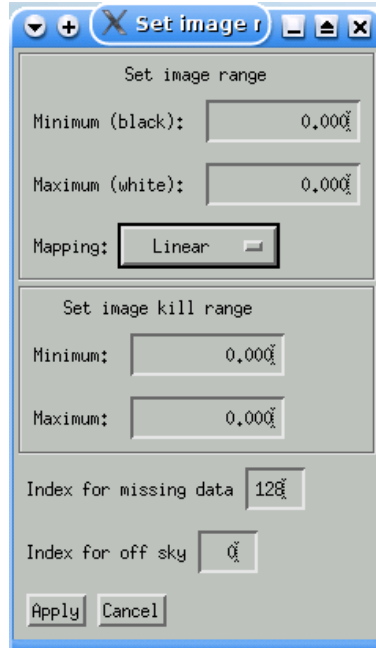 Set image r
Set image range
Minimum (black): 0.000
Maximum (white): 0.000
Mapping: Linear
Set image kill range
Minimum: 0.000
Maximum: 0.000
Index for missing data 128
Index for off sky 0
Apply Cancel